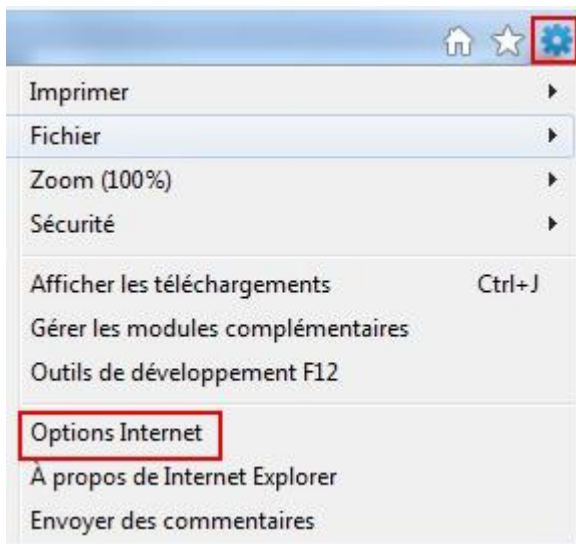 Imprimer
Fichier
Zoom (100%)
Sécurité
Afficher les téléchargements Ctrl+J
Gérer les modules complémentaires
Outils de développement F12
Options Internet
À propos de Internet Explorer
Envoyer des commentaires